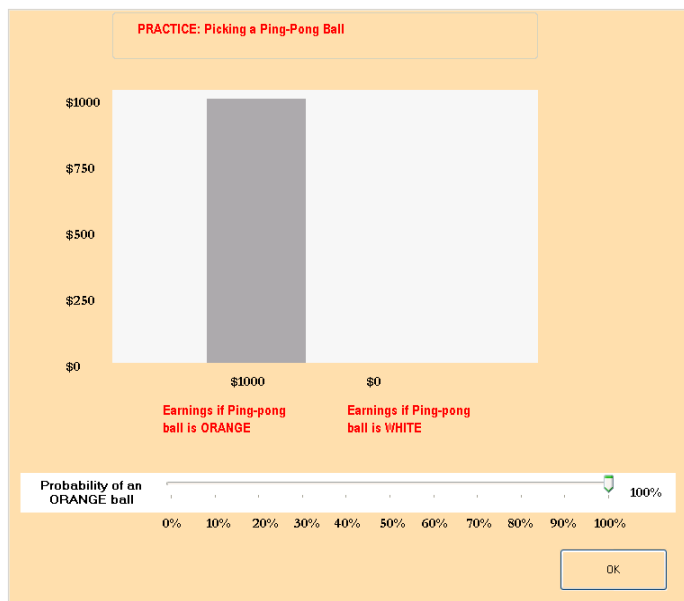 PRACTICE: Picking a Ping-Pong Ball
$1000
$750
$500
$250
$0
$1000 $0
Earnings if Ping-pong
ball is ORANGE
Earnings if Ping-pong
ball is WHITE
Probability of an
ORANGE ball
100%
0% 10% 20% 30% 40% 50% 60% 70% 80% 90% 100%
OK